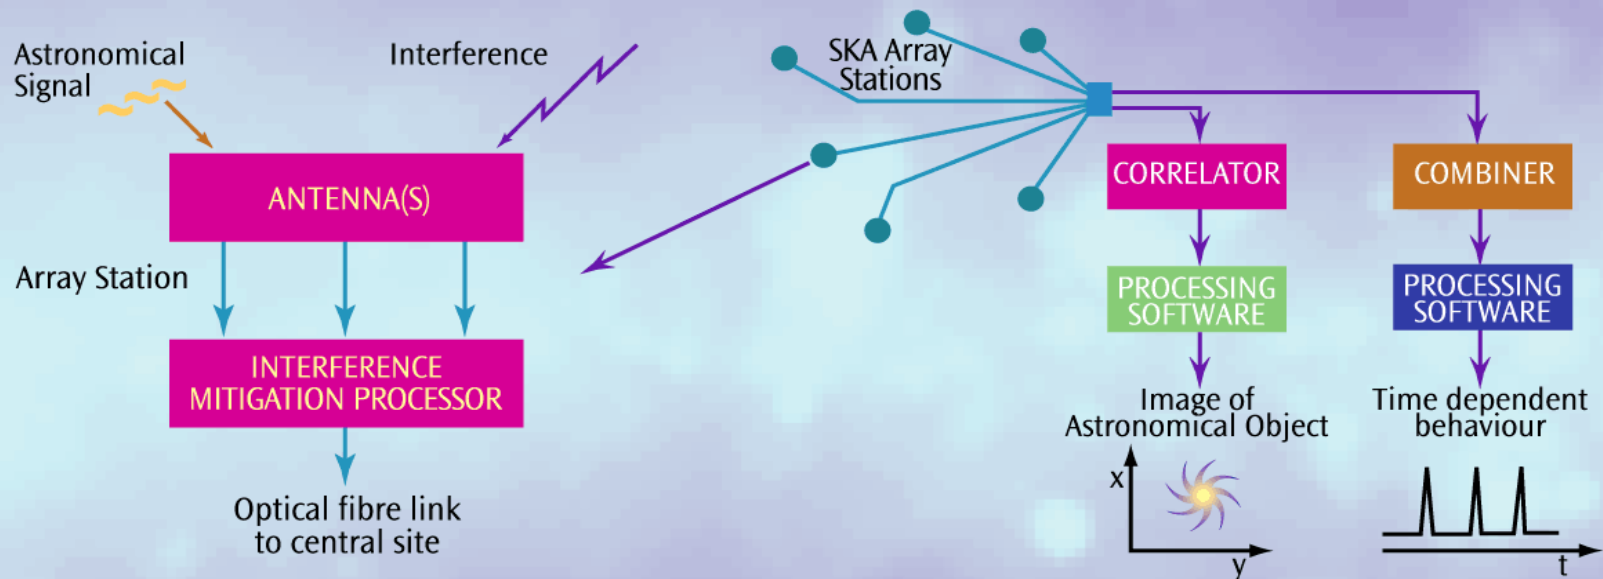 Astronomical
Signal
Interference
ANTENNA(S)
Array Station
INTERFERENCE
MITIGATION PROCESSOR
Optical fibre link
to central site
SKA Array
Stations
CORRELATOR
PROCESSING
SOFTWARE
Image of
Astronomical Object
x
y
COMBINER
PROCESSING
SOFTWARE
Time dependent
behaviour
t